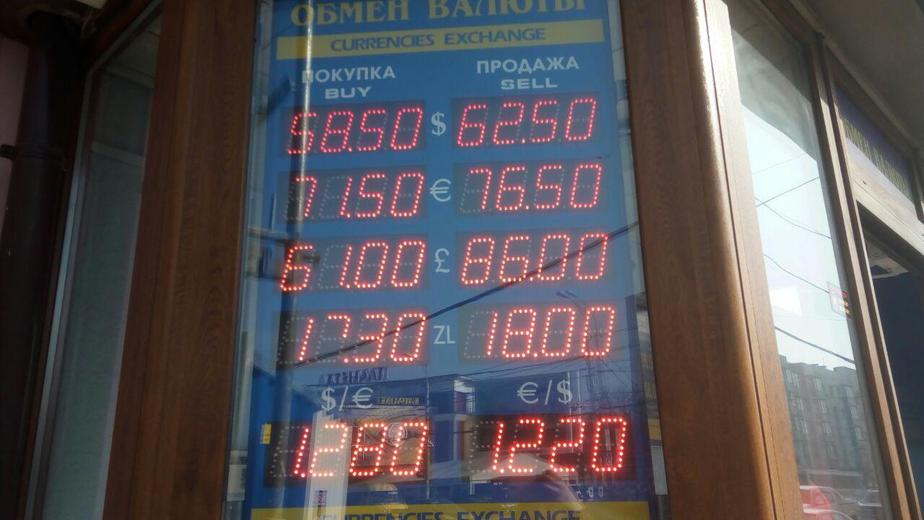 ОБМЕН ВАЛЮТЫ
CURRENCIES EXCHANGE
ПОКУПКА ПРОДАЖА
BUY SELL
58.50 $ 62.50
71.50 € 76.50
61.00 £ 86.00
17.30 ZL 18.00
$/€ €/$
1.280 1.220
CURRENCIES EXCHANGE